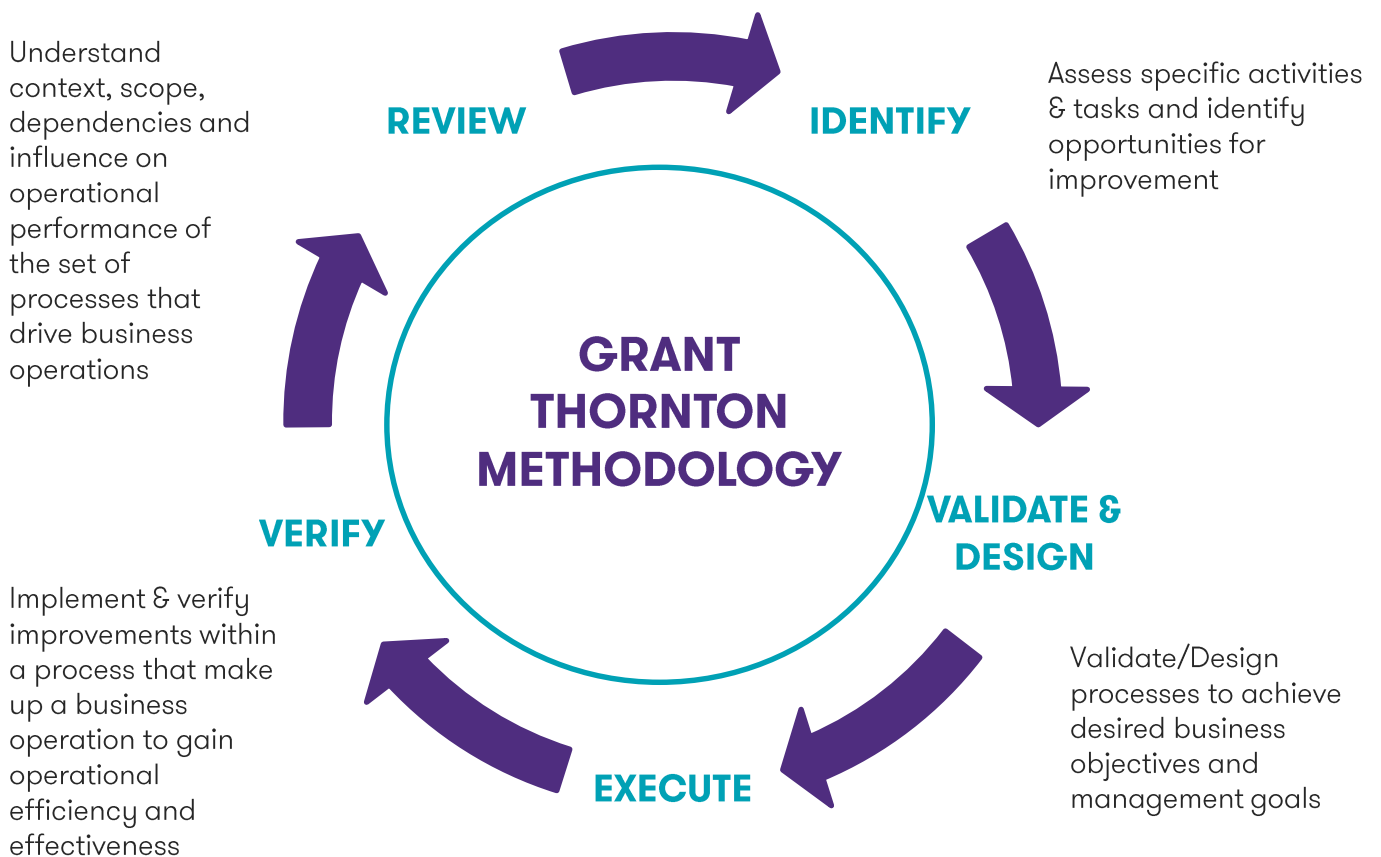 Understand
context, scope,
dependencies and
influence on
operational
performance of
the set of
processes that
drive business
operations
REVIEW
IDENTIFY
Assess specific activities
& tasks and identify
opportunities for
improvement
GRANT
THORNTON
METHODOLOGY
VALIDATE &
DESIGN
Validate/Design
processes to achieve
desired business
objectives and
management goals
EXECUTE
VERIFY
Implement & verify
improvements within
a process that make
up a business
operation to gain
operational
efficiency and
effectiveness